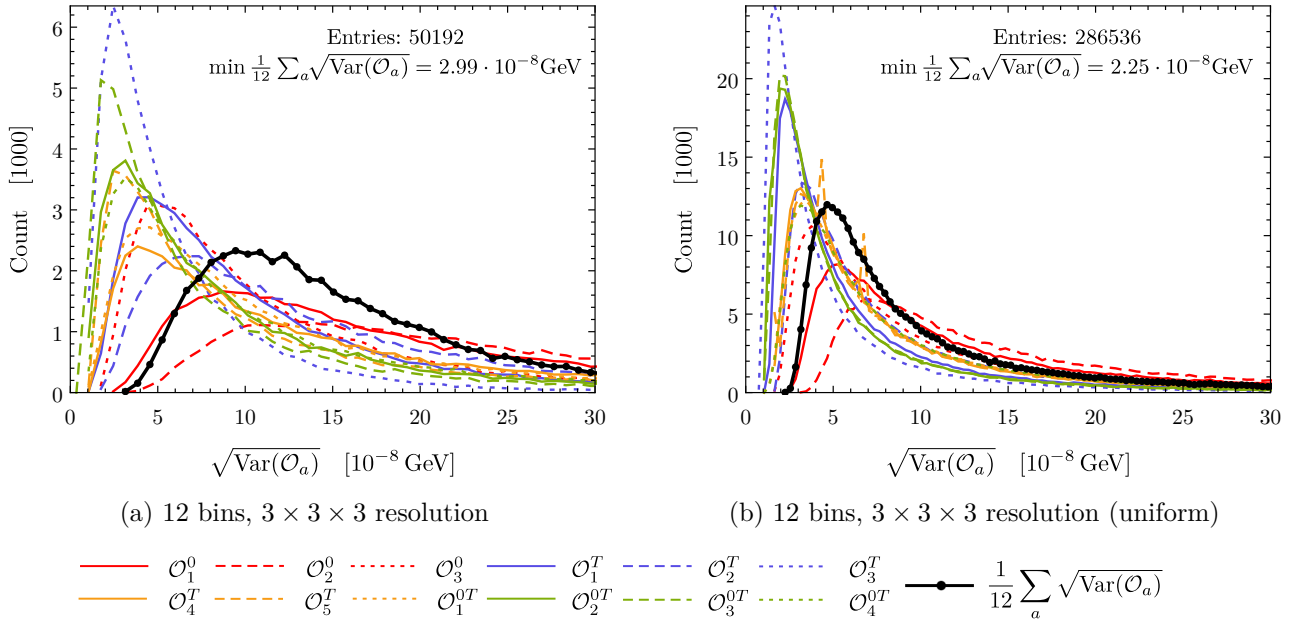 6
5
4
3
2
1
0
Count [1000]
Entries: 50192
min 1/12 ∑_a √Var(𝒪_a) = 2.99 · 10^−8 GeV
0 5 10 15 20 25 30
√Var(𝒪_a) [10^−8 GeV]
(a) 12 bins, 3 × 3 × 3 resolution
20
15
10
5
0
Count [1000]
Entries: 286536
min 1/12 ∑_a √Var(𝒪_a) = 2.25 · 10^−8 GeV
0 5 10 15 20 25 30
√Var(𝒪_a) [10^−8 GeV]
(b) 12 bins, 3 × 3 × 3 resolution (uniform)
𝒪_1^0 𝒪_2^0 𝒪_3^0 𝒪_1^T 𝒪_2^T 𝒪_3^T 1/12 ∑_a √Var(𝒪_a)
𝒪_4^T 𝒪_5^T 𝒪_1^{0T} 𝒪_2^{0T} 𝒪_3^{0T} 𝒪_4^{0T}